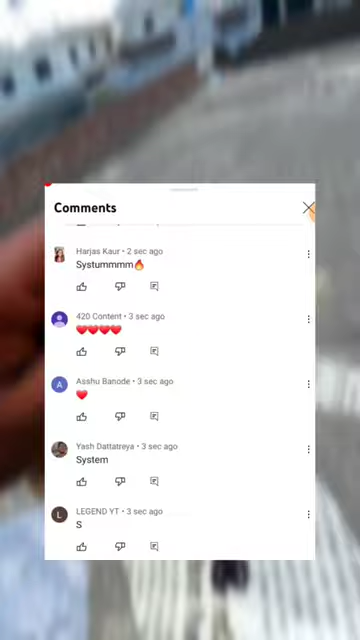 Comments
Harjas Kaur • 2 sec ago
Systummmm🔥
420 Content • 3 sec ago
❤️❤️❤️❤️
Asshu Banode • 3 sec ago
A
❤️
Yash Dattatreya • 3 sec ago
System
LEGEND YT • 3 sec ago
L
S